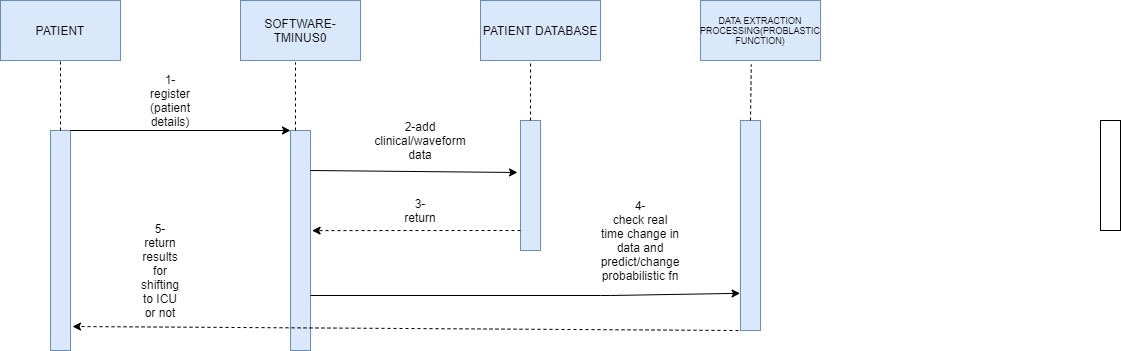 PATIENT
SOFTWARE-
TMINUS0
PATIENT DATABASE
DATA EXTRACTION
PROCESSING(PROBLASTIC
FUNCTION)
1-
register
(patient
details)
2-add
clinical/waveform
data
3-
return
4-
check real
time change in
data and
predict/change
probabilistic fn
5-
return
results
for
shifting
to ICU
or not